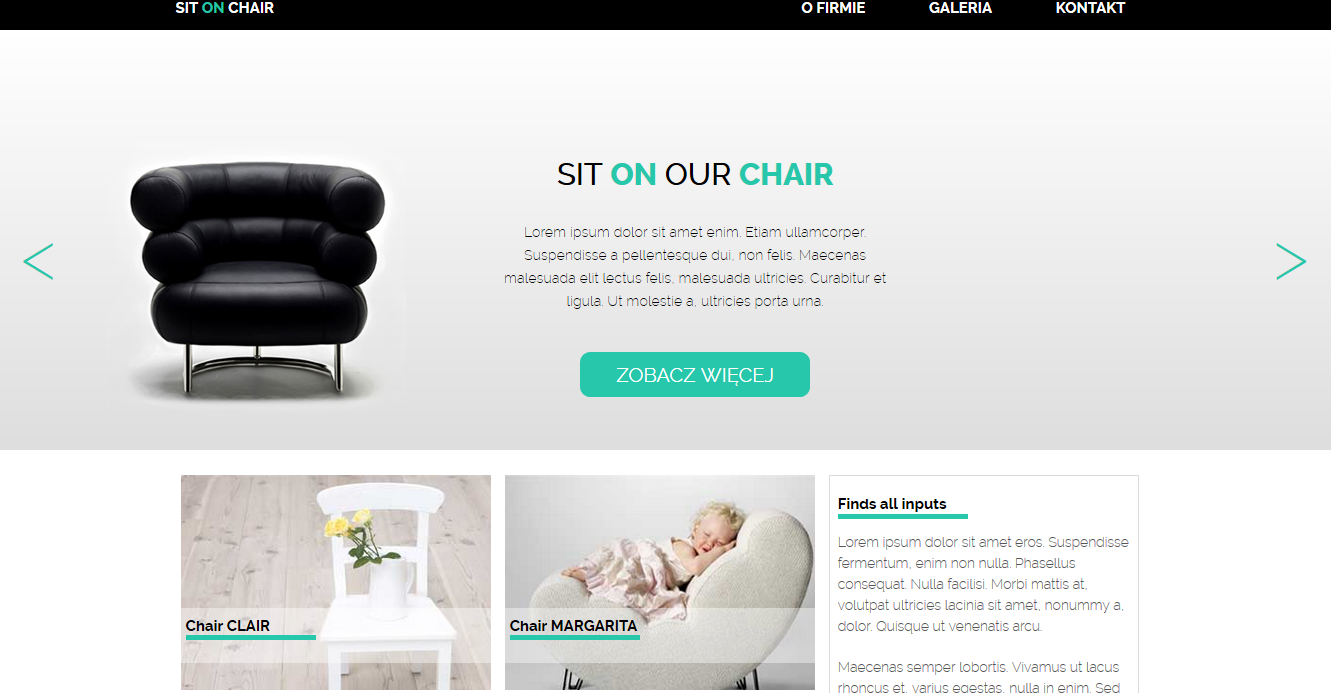 SIT ON CHAIR
O FIRMIE
GALERIA
KONTAKT
SIT ON OUR CHAIR
Lorem ipsum dolor sit amet enim. Etiam ullamcorper.
Suspendisse a pellentesque dui, non felis. Maecenas
malesuada elit lectus felis, malesuada ultricies. Curabitur et
ligula. Ut molestie a, ultricies porta urna.
ZOBACZ WIĘCEJ
Chair CLAIR
Chair MARGARITA
Finds all inputs
Lorem ipsum dolor sit amet eros. Suspendisse
fermentum, enim non nulla. Phasellus
consequat. Nulla facilisi. Morbi mattis at,
volutpat ultricies lacinia sit amet, nonummy a,
dolor. Quisque ut venenatis arcu.
Maecenas semper lobortis. Vivamus ut lacus
rhoncus et, varius egestas, nulla in enim. Sed